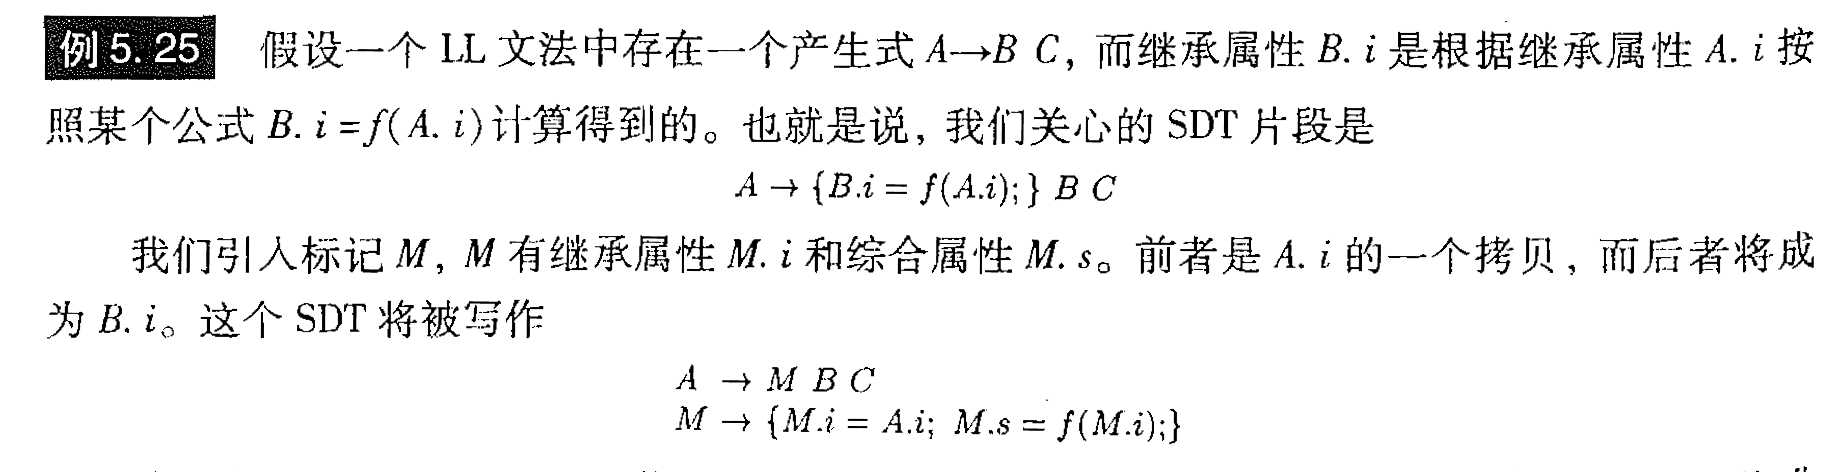 例5.25 假设一个 LL 文法中存在一个产生式 A→B C, 而继承属性 B. i 是根据继承属性 A. i 按
照某个公式 B. i =f( A. i)计算得到的。也就是说, 我们关心的 SDT 片段是
A → {B.i = f(A.i);} B C
我们引入标记 M, M 有继承属性 M. i 和综合属性 M. s。前者是 A. i 的一个拷贝, 而后者将成
为 B. i。这个 SDT 将被写作
A → M B C
M → {M.i = A.i; M.s = f(M.i);}